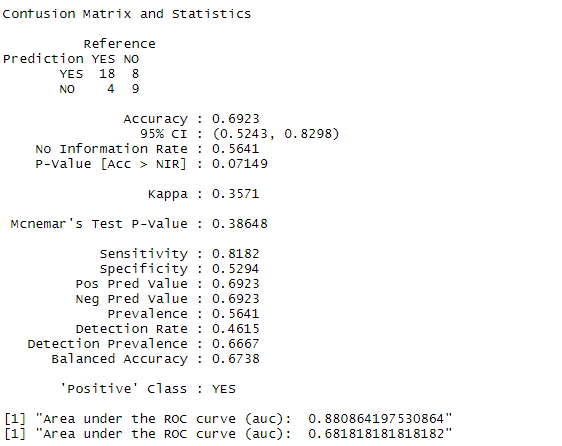 Confusion Matrix and Statistics
Reference
Prediction YES NO
YES 18 8
NO 4 9
Accuracy : 0.6923
95% CI : (0.5243, 0.8298)
No Information Rate : 0.5641
P-Value [Acc > NIR] : 0.07149
Kappa : 0.3571
Mcnemar's Test P-Value : 0.38648
Sensitivity : 0.8182
Specificity : 0.5294
Pos Pred Value : 0.6923
Neg Pred Value : 0.6923
Prevalence : 0.5641
Detection Rate : 0.4615
Detection Prevalence : 0.6667
Balanced Accuracy : 0.6738
'Positive' Class : YES
[1] "Area under the ROC curve (auc):  0.880864197530864"
[1] "Area under the ROC curve (auc):  0.681818181818182"